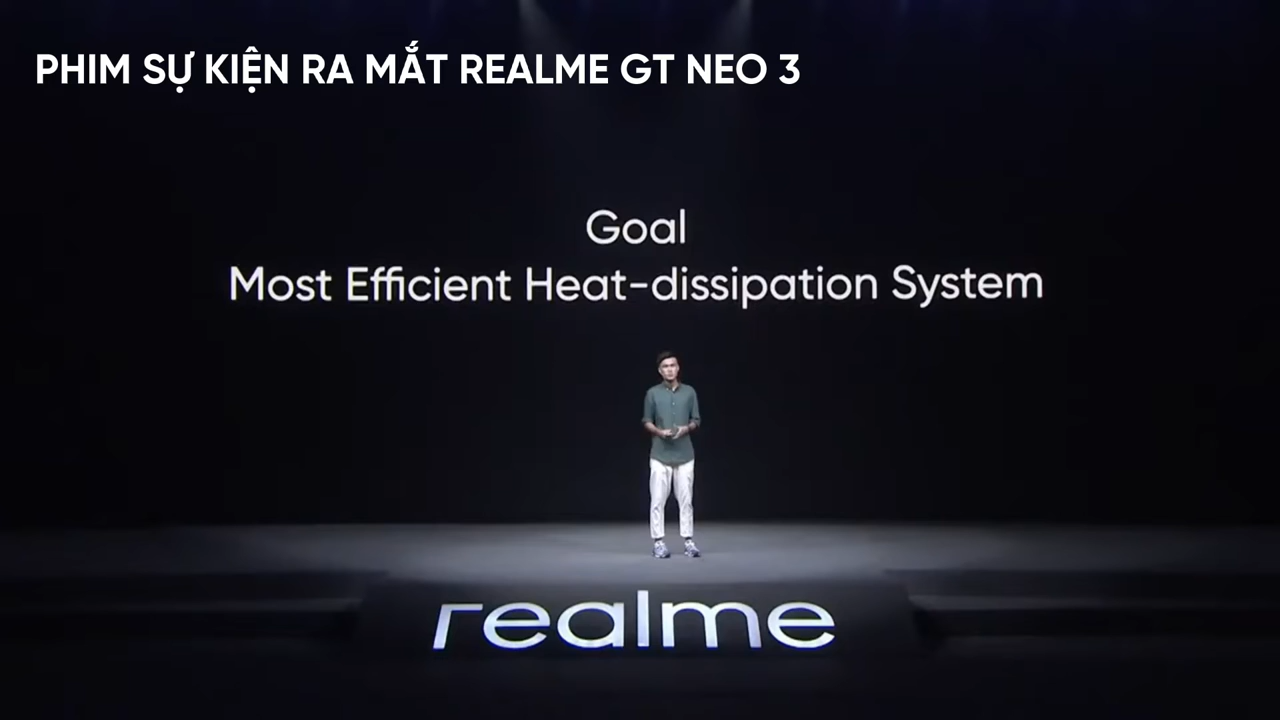 PHIM SỰ KIỆN RA MẮT REALME GT NEO 3
Goal
Most Efficient Heat-dissipation System
realme